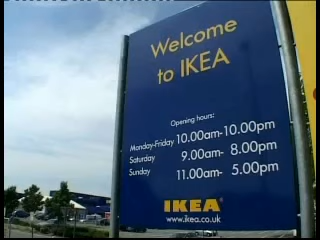 Welcome
to IKEA
Opening hours:
Monday-Friday 10.00am-10.00pm
Saturday 9.00am- 8.00pm
Sunday 11.00am- 5.00pm
IKEA
www.ikea.co.uk